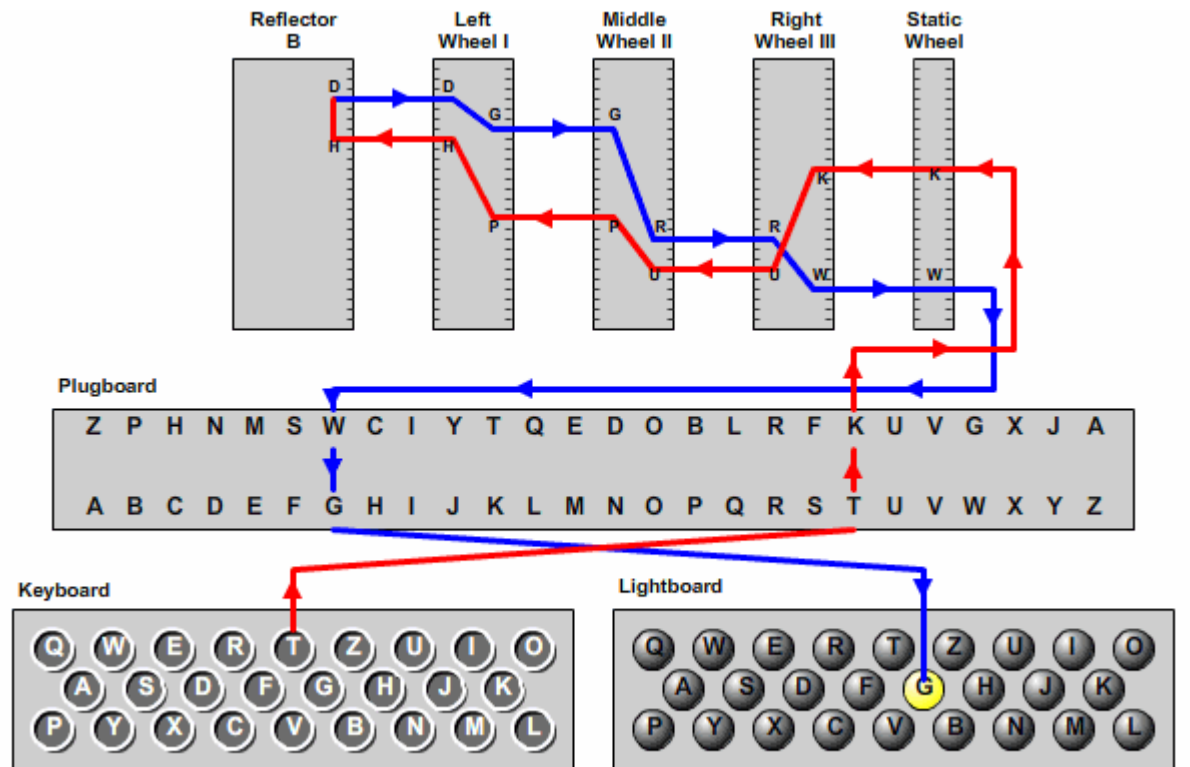 Reflector B
Left Wheel I
Middle Wheel II
Right Wheel III
Static Wheel
D D G G
H H K K
P P R R
U U W W
Plugboard
Z P H N M S W C I Y T Q E D O B L R F K U V G X J A
A B C D E F G H I J K L M N O P Q R S T U V W X Y Z
Keyboard
Q W E R T Z U I O
A S D F G H J K
P Y X C V B N M L
Lightboard
Q W E R T Z U I O
A S D F G H J K
P Y X C V B N M L